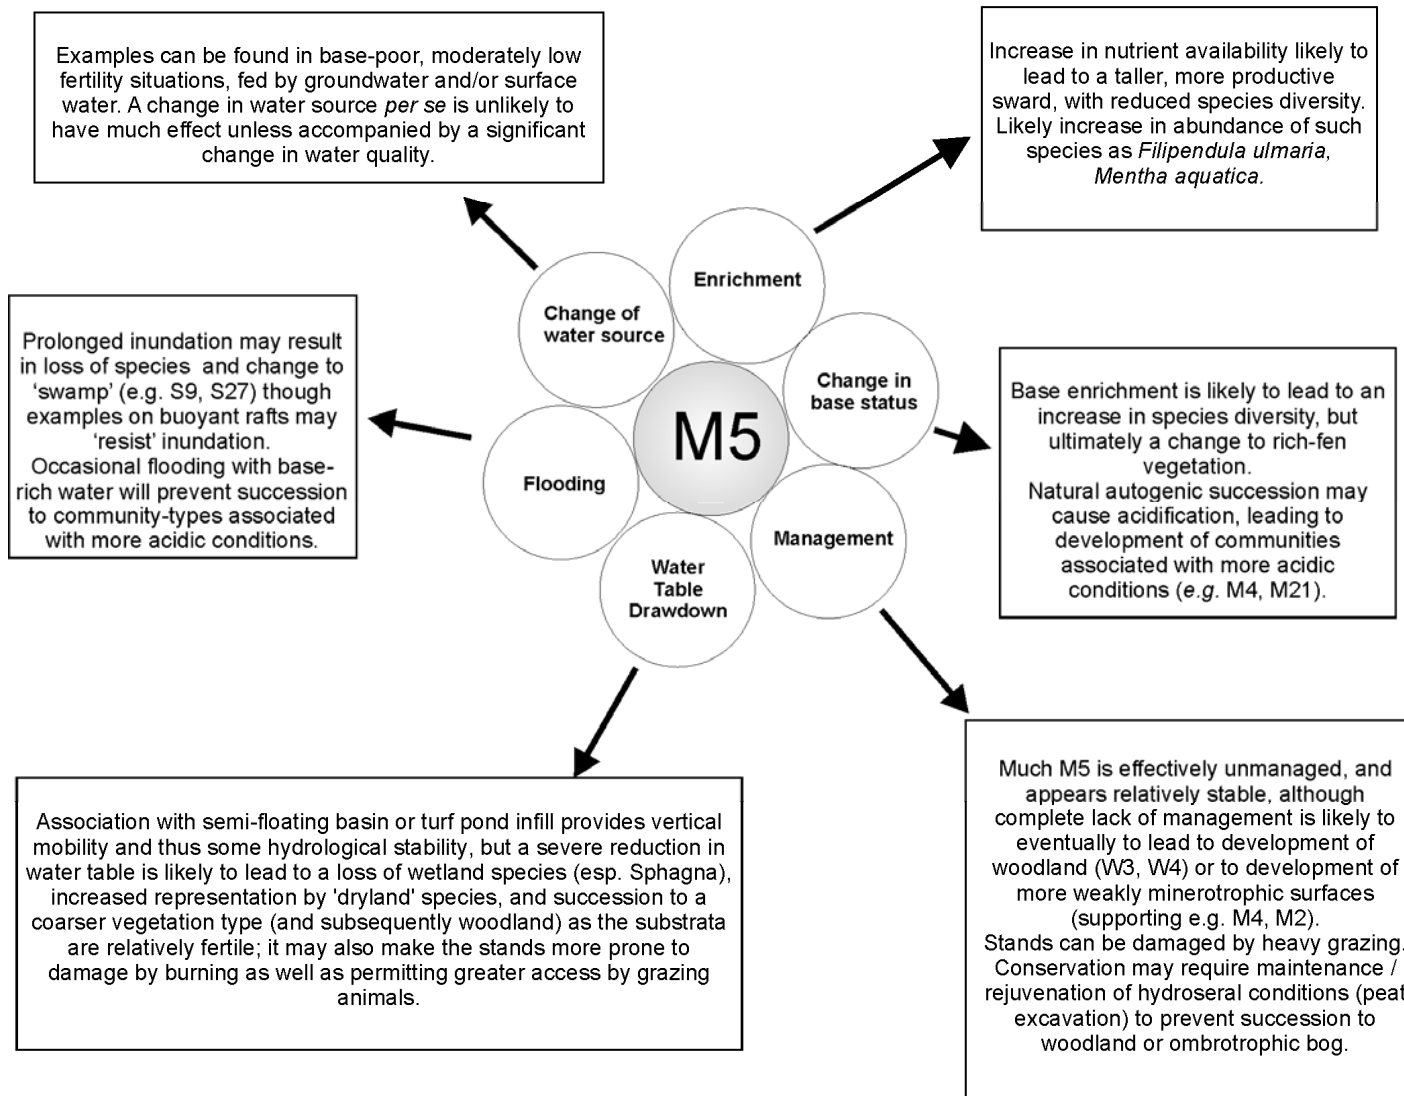 Examples can be found in base-poor, moderately low
fertility situations, fed by groundwater and/or surface
water. A change in water source per se is unlikely to
have much effect unless accompanied by a significant
change in water quality.
Increase in nutrient availability likely to
lead to a taller, more productive
sward, with reduced species diversity.
Likely increase in abundance of such
species as Filipendula ulmaria,
Mentha aquatica.
Enrichment
Change of
water source
Prolonged inundation may result
in loss of species and change to
‘swamp’ (e.g. S9, S27) though
examples on buoyant rafts may
‘resist’ inundation.
Occasional flooding with base-
rich water will prevent succession
to community-types associated
with more acidic conditions.
Change in
base status
M5
Base enrichment is likely to lead to an
increase in species diversity, but
ultimately a change to rich-fen
vegetation.
Natural autogenic succession may
cause acidification, leading to
development of communities
associated with more acidic
conditions (e.g. M4, M21).
Flooding
Management
Water
Table
Drawdown
Association with semi-floating basin or turf pond infill provides vertical
mobility and thus some hydrological stability, but a severe reduction in
water table is likely to lead to a loss of wetland species (esp. Sphagna),
increased representation by 'dryland' species, and succession to a
coarser vegetation type (and subsequently woodland) as the substrata
are relatively fertile; it may also make the stands more prone to
damage by burning as well as permitting greater access by grazing
animals.
Much M5 is effectively unmanaged, and
appears relatively stable, although
complete lack of management is likely to
eventually to lead to development of
woodland (W3, W4) or to development of
more weakly minerotrophic surfaces
(supporting e.g. M4, M2).
Stands can be damaged by heavy grazing.
Conservation may require maintenance /
rejuvenation of hydroseral conditions (peat
excavation) to prevent succession to
woodland or ombrotrophic bog.